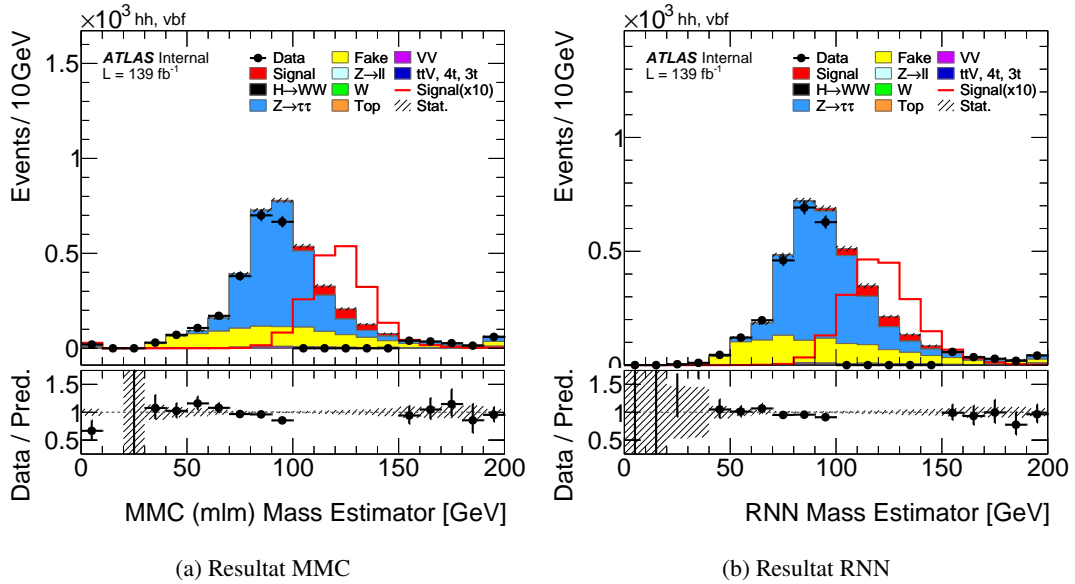 ×10³ hh, vbf
ATLAS Internal
L = 139 fb⁻¹
Data
Signal
H→WW
Z→ττ
Fake
Z→ll
W
Top
VV
ttV, 4t, 3t
Signal(x10)
Stat.
Events / 10GeV
1.5
1
0.5
0
Data / Pred.
1.5
1
0.5
0 50 100 150 200
MMC (mlm) Mass Estimator [GeV]
(a) Resultat MMC
×10³ hh, vbf
ATLAS Internal
L = 139 fb⁻¹
Data
Signal
H→WW
Z→ττ
Fake
Z→ll
W
Top
VV
ttV, 4t, 3t
Signal(x10)
Stat.
Events / 10GeV
1
0.5
0
Data / Pred.
1.5
1
0.5
0 50 100 150 200
RNN Mass Estimator [GeV]
(b) Resultat RNN